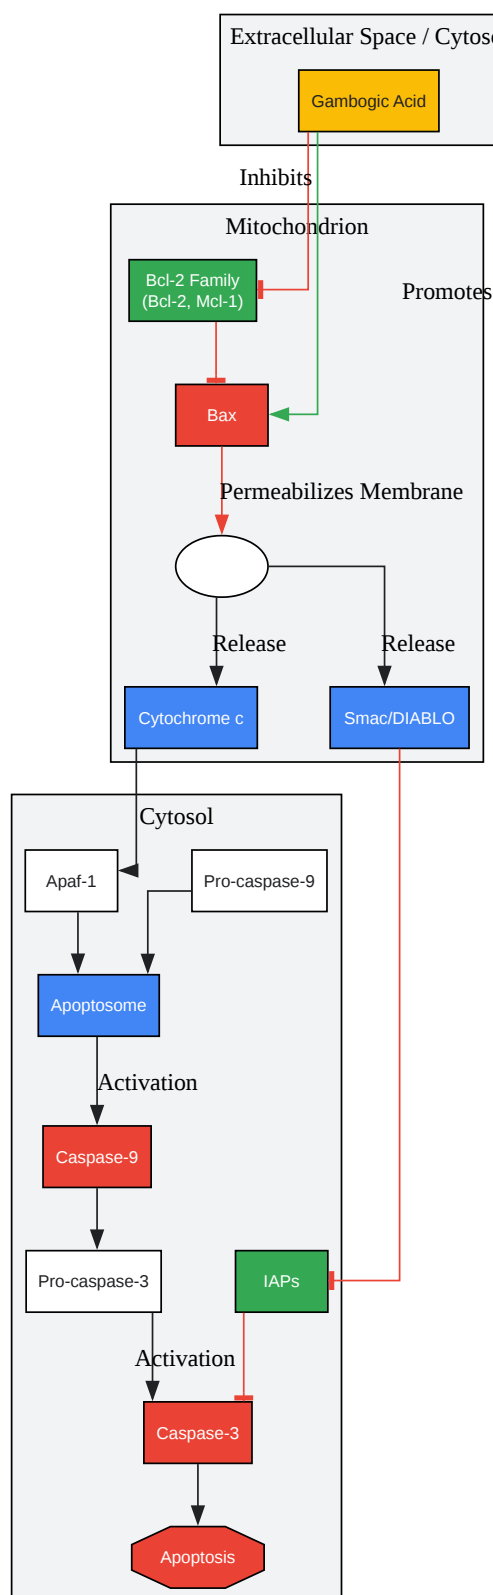 Extracellular Space / Cytoso
Gambogic Acid
Inhibits
Mitochondrion
Bcl-2 Family
(Bcl-2, Mcl-1)
Promotes
Bax
Permeabilizes Membrane
Release
Release
Cytochrome c
Smac/DIABLO
Cytosol
Apaf-1
Pro-caspase-9
Apoptosome
Activation
Caspase-9
Pro-caspase-3
IAPs
Activation
Caspase-3
Apoptosis